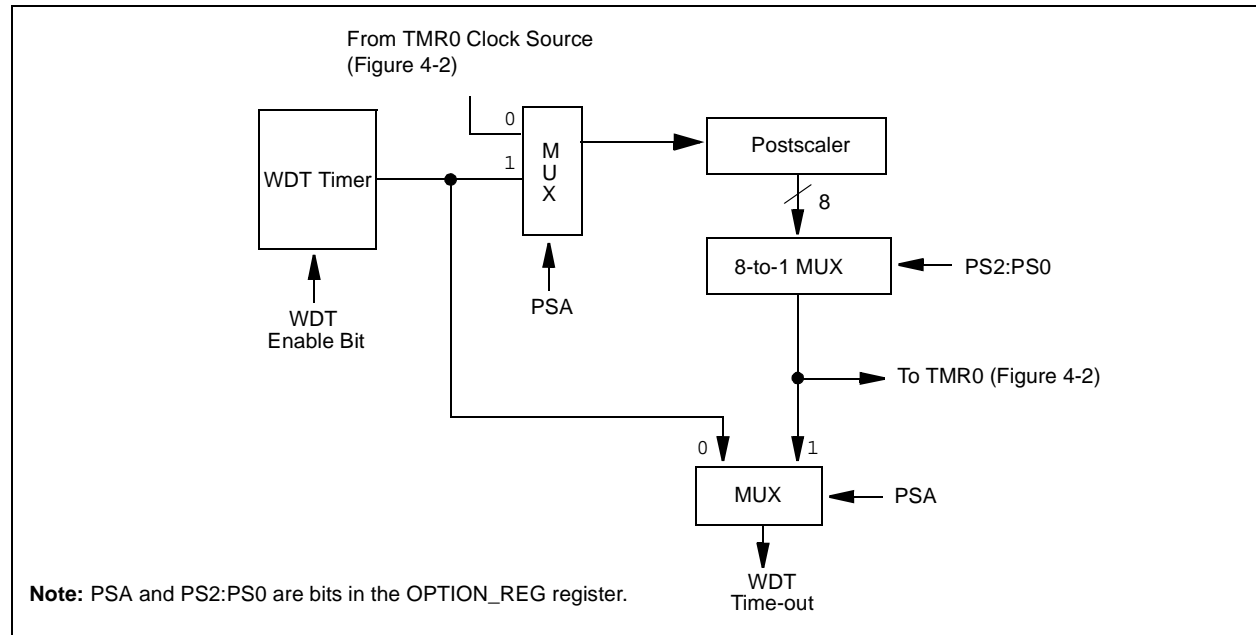 From TMR0 Clock Source
(Figure 4-2)
0
1
M
U
X
WDT Timer
Postscaler
8
8-to-1 MUX
PS2:PS0
PSA
WDT
Enable Bit
To TMR0 (Figure 4-2)
0
1
MUX
PSA
WDT
Time-out
Note: PSA and PS2:PS0 are bits in the OPTION_REG register.